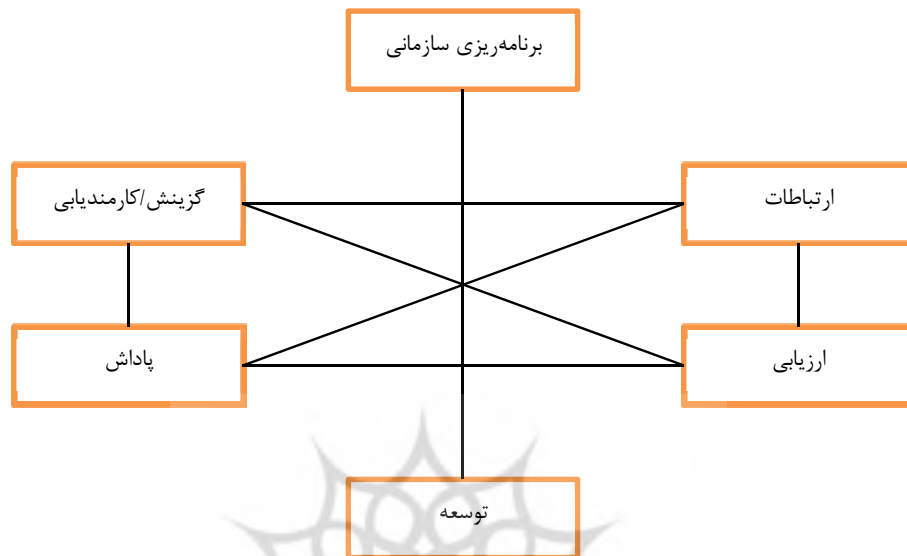 برنامه‌ریزی سازمانی
ارتباطات
گزینش/کارمندیابی
ارزیابی
پاداش
توسعه